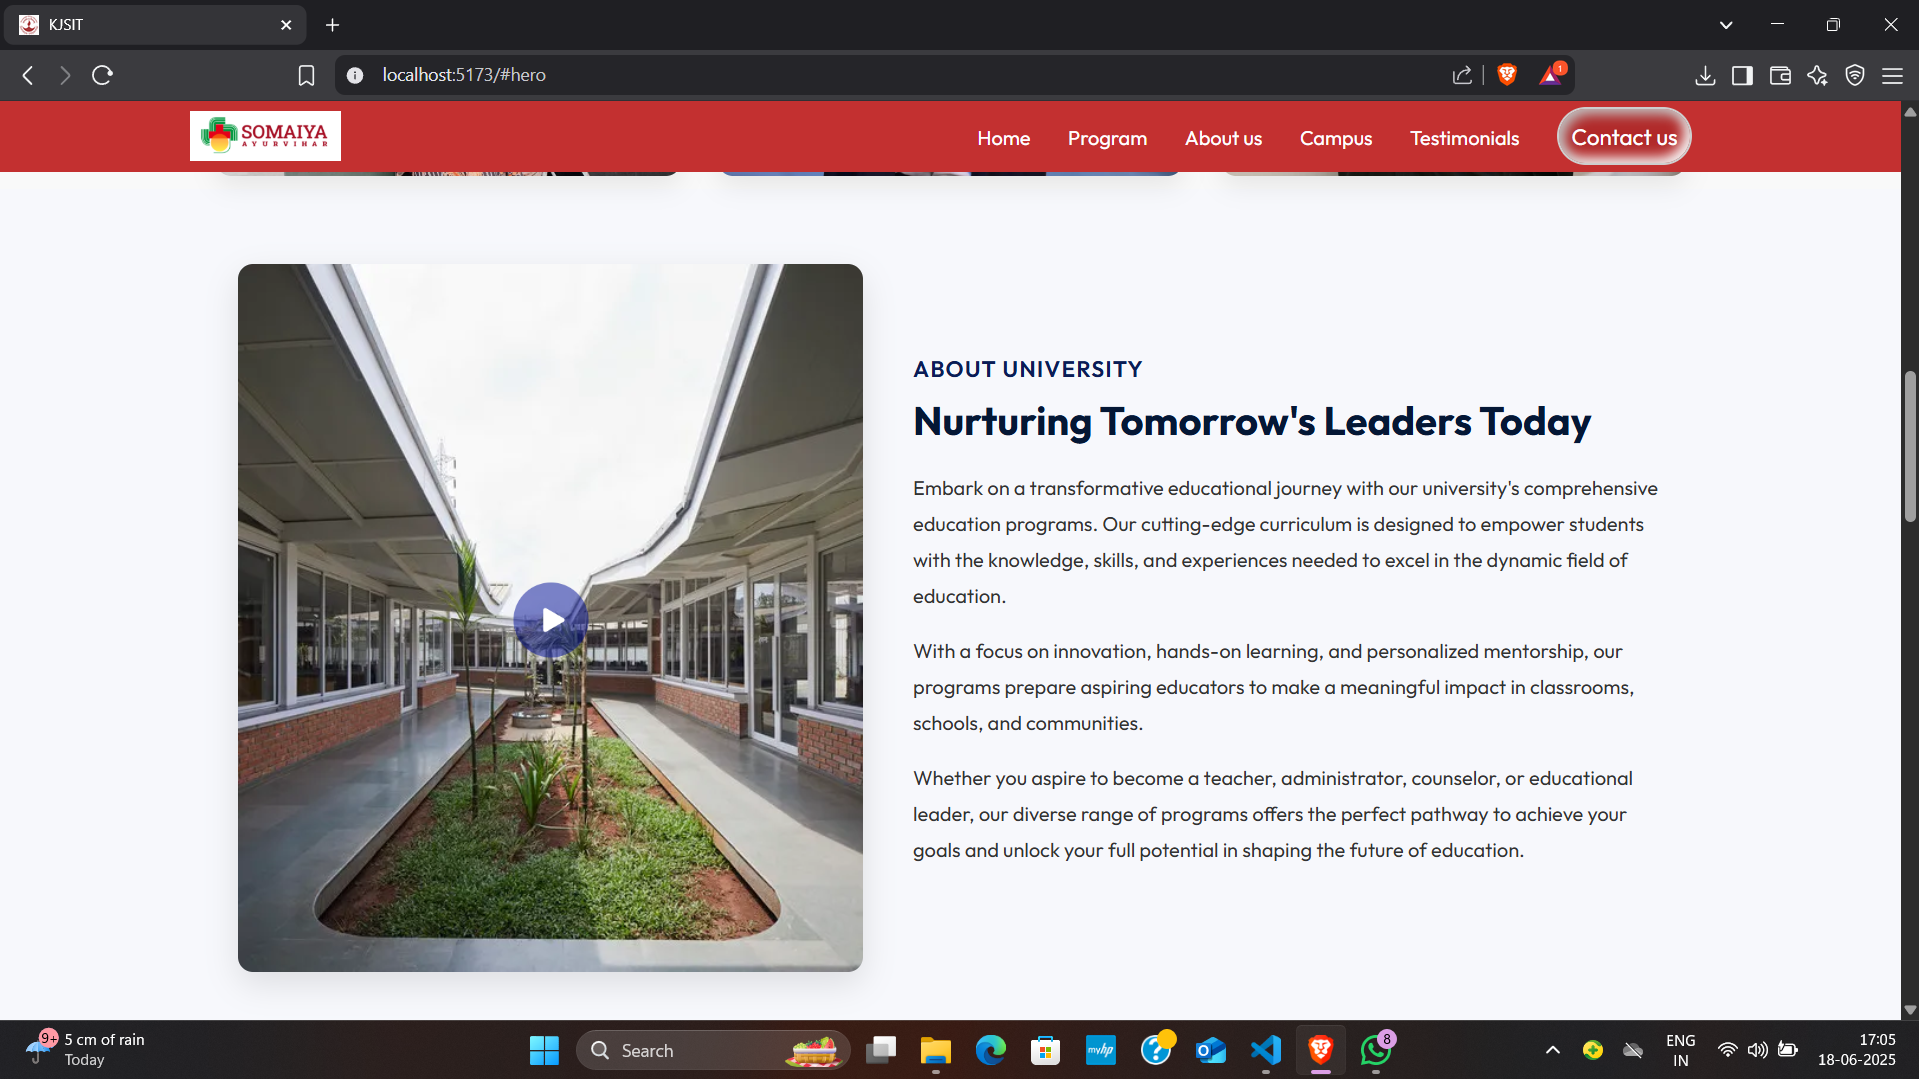 KJSIT
localhost:5173/#hero
1
SOMAIYA
AYURVIHAR
Home
Program
About us
Campus
Testimonials
Contact us
ABOUT UNIVERSITY
Nurturing Tomorrow's Leaders Today
Embark on a transformative educational journey with our university's comprehensive
education programs. Our cutting-edge curriculum is designed to empower students
with the knowledge, skills, and experiences needed to excel in the dynamic field of
education.
With a focus on innovation, hands-on learning, and personalized mentorship, our
programs prepare aspiring educators to make a meaningful impact in classrooms,
schools, and communities.
Whether you aspire to become a teacher, administrator, counselor, or educational
leader, our diverse range of programs offers the perfect pathway to achieve your
goals and unlock your full potential in shaping the future of education.
9+
5 cm of rain
Today
Search
myhp
8
ENG
IN
17:05
18-06-2025